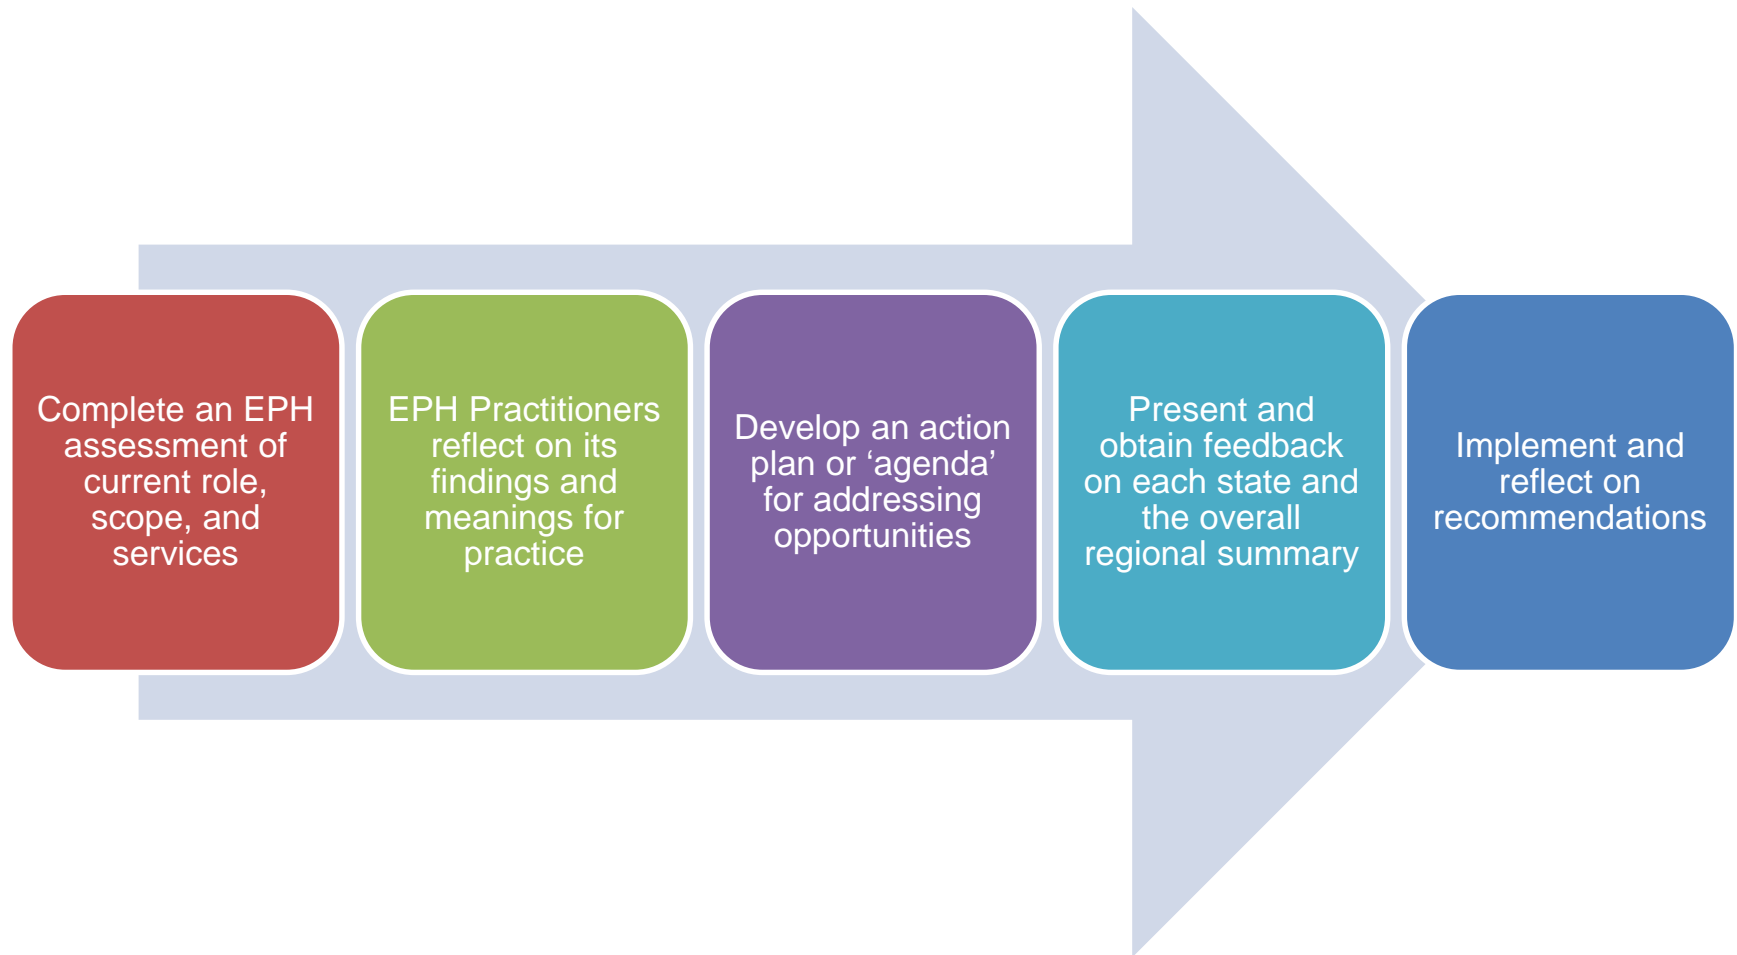 Complete an EPH
assessment of
current role,
scope, and
services
EPH Practitioners
reflect on its
findings and
meanings for
practice
Develop an action
plan or ‘agenda’
for addressing
opportunities
Present and
obtain feedback
on each state and
the overall
regional summary
Implement and
reflect on
recommendations